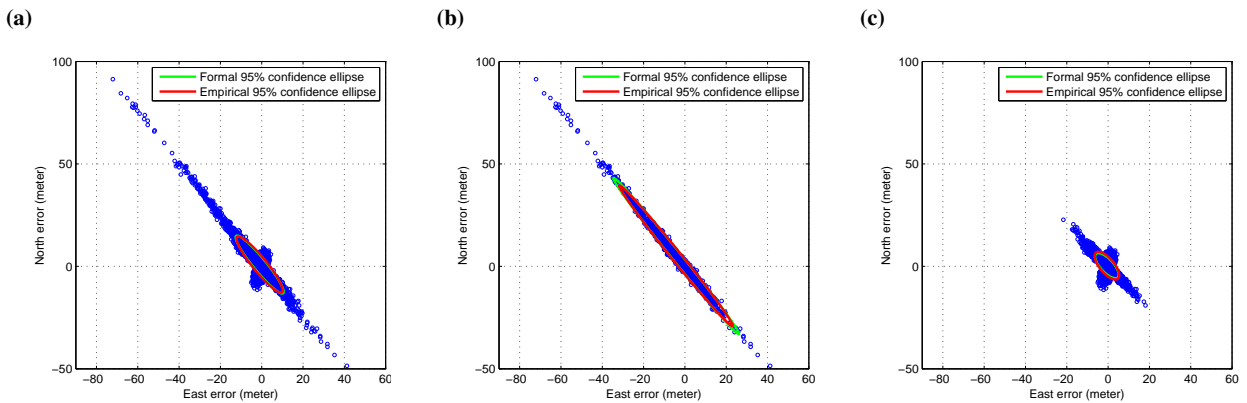 (a)
100
50
0
−50
−80 −60 −40 −20 0 20 40 60
East error (meter)
North error (meter)
Formal 95% confidence ellipse
Empirical 95% confidence ellipse
(b)
100
50
0
−50
−80 −60 −40 −20 0 20 40 60
East error (meter)
North error (meter)
Formal 95% confidence ellipse
Empirical 95% confidence ellipse
(c)
100
50
0
−50
−80 −60 −40 −20 0 20 40 60
East error (meter)
North error (meter)
Formal 95% confidence ellipse
Empirical 95% confidence ellipse